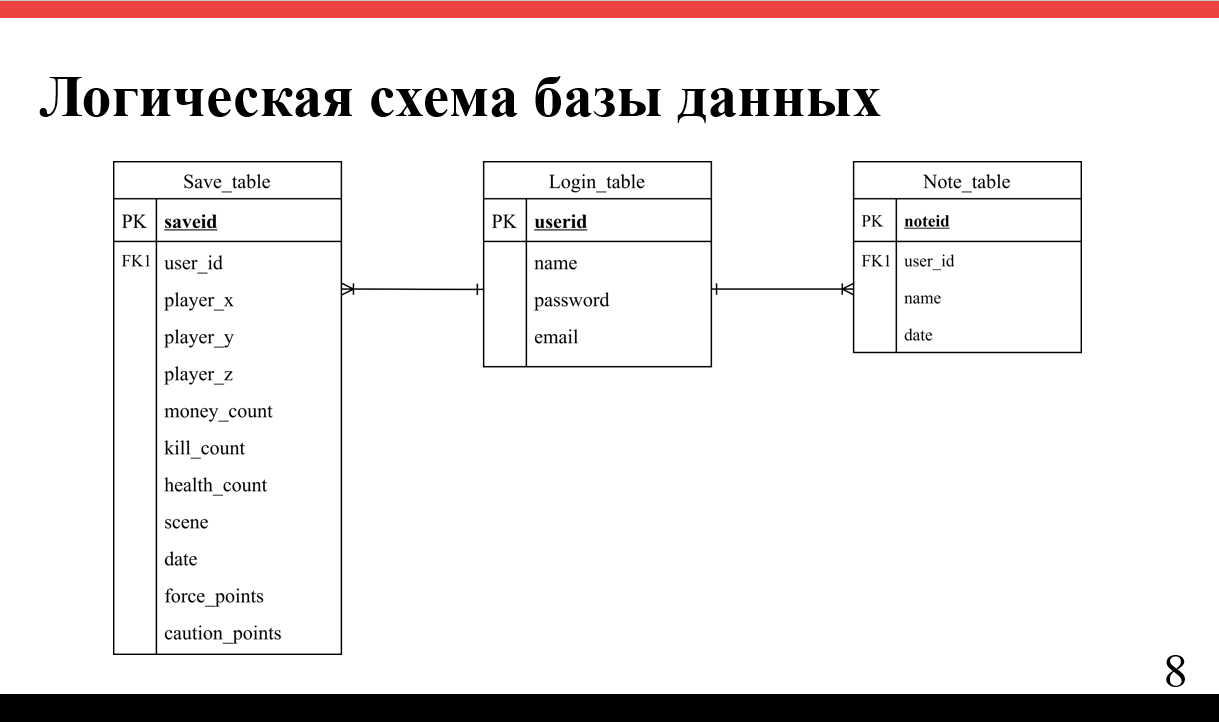 Логическая схема базы данных
Save_table
PK saveid
FK1 user_id
player_x
player_y
player_z
money_count
kill_count
health_count
scene
date
force_points
caution_points
Login_table
PK userid
name
password
email
Note_table
PK noteid
FK1 user_id
name
date
8